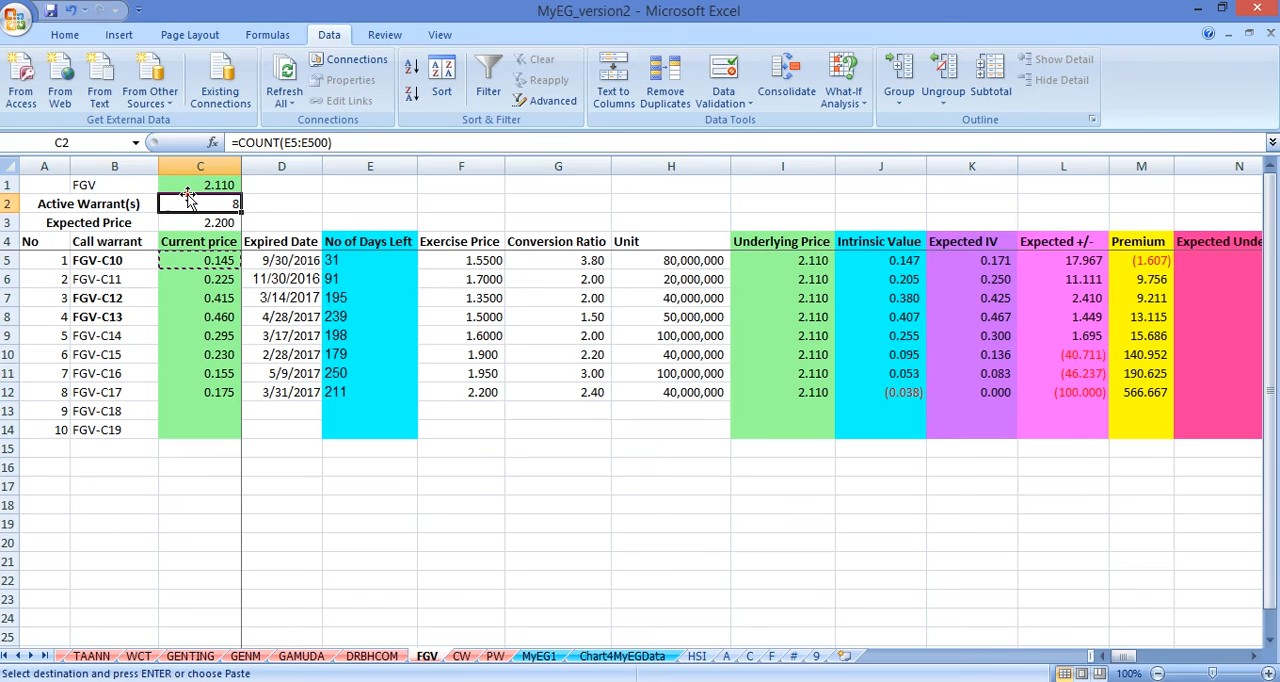 MyEG_version2 - Microsoft Excel
Home Insert Page Layout Formulas Data Review View
From Access
From Web
From Text
From Other Sources
Existing Connections
Get External Data
Refresh All
Connections
Properties
Edit Links
Connections
Sort
Filter
Clear
Reapply
Advanced
Sort & Filter
Text to Columns
Remove Duplicates
Data Validation
Consolidate
What-If Analysis
Data Tools
Group
Ungroup
Subtotal
Show Detail
Hide Detail
Outline
C2 fx =COUNT(E5:E500)
A B C D E F G H I J K L M N
1 FGV 2.110
2 Active Warrant(s) 8
3 Expected Price 2.200
4 No Call warrant Current price Expired Date No of Days Left Exercise Price Conversion Ratio Unit Underlying Price Intrinsic Value Expected IV Expected +/- Premium Expected Unde
5 1 FGV-C10 0.145 9/30/2016 31 1.5500 3.80 80,000,000 2.110 0.147 0.171 17.967 (1.607)
6 2 FGV-C11 0.225 11/30/2016 91 1.7000 2.00 20,000,000 2.110 0.205 0.250 11.111 9.756
7 3 FGV-C12 0.415 3/14/2017 195 1.3500 2.00 40,000,000 2.110 0.380 0.425 2.410 9.211
8 4 FGV-C13 0.460 4/28/2017 239 1.5000 1.50 50,000,000 2.110 0.407 0.467 1.449 13.115
9 5 FGV-C14 0.295 3/17/2017 198 1.6000 2.00 100,000,000 2.110 0.255 0.300 1.695 15.686
10 6 FGV-C15 0.230 2/28/2017 179 1.900 2.20 40,000,000 2.110 0.095 0.136 (40.711) 140.952
11 7 FGV-C16 0.155 5/9/2017 250 1.950 3.00 100,000,000 2.110 0.053 0.083 (46.237) 190.625
12 8 FGV-C17 0.175 3/31/2017 211 2.200 2.40 40,000,000 2.110 (0.038) 0.000 (100.000) 566.667
13 9 FGV-C18
14 10 FGV-C19
15
16
17
18
19
20
21
22
23
24
25
TAANN WCT GENTING GENM GAMUDA DRBHCOM FGV CW PW MyEG1 Chart4MyEGData HSI A C F # 9
Select destination and press ENTER or choose Paste 100%